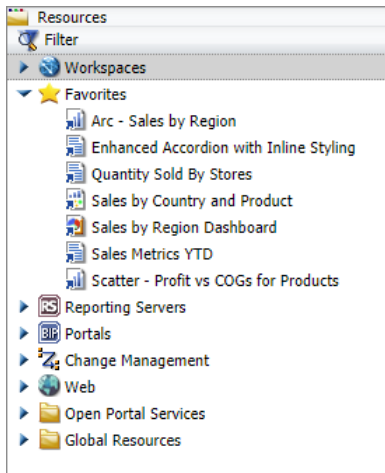 Resources
Filter
Workspaces
Favorites
Arc - Sales by Region
Enhanced Accordion with Inline Styling
Quantity Sold By Stores
Sales by Country and Product
Sales by Region Dashboard
Sales Metrics YTD
Scatter - Profit vs COGs for Products
RS Reporting Servers
BIP Portals
Change Management
Web
Open Portal Services
Global Resources